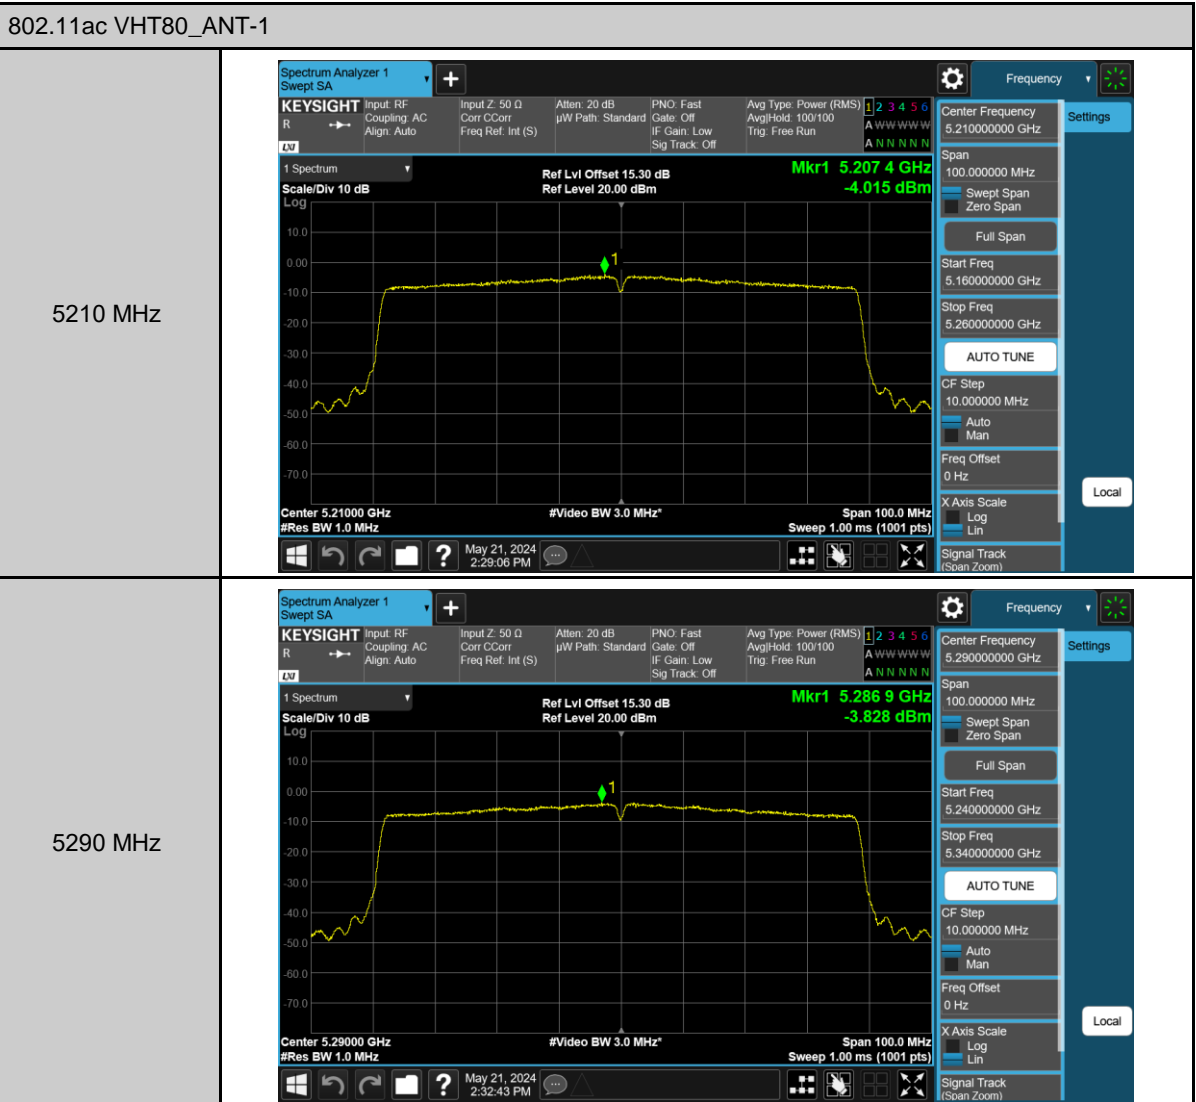 802.11ac VHT80_ANT-1
5210 MHz
Spectrum Analyzer 1
Swept SA
Frequency
KEYSIGHT
R
LXI
Input: RF
Coupling: AC
Align: Auto
Input Z: 50 Ω
Corr CCorr
Freq Ref: Int (S)
Atten: 20 dB
µW Path: Standard
PNO: Fast
Gate: Off
IF Gain: Low
Sig Track: Off
Avg Type: Power (RMS)
Avg|Hold: 100/100
Trig: Free Run
1 2 3 4 5 6
A W W W W W
A N N N N N
1 Spectrum
Scale/Div 10 dB
Log
Ref Lvl Offset 15.30 dB
Ref Level 20.00 dBm
Mkr1 5.207 4 GHz
-4.015 dBm
1
10.0
0.00
-10.0
-20.0
-30.0
-40.0
-50.0
-60.0
-70.0
Center 5.21000 GHz
#Res BW 1.0 MHz
#Video BW 3.0 MHz*
Span 100.0 MHz
Sweep 1.00 ms (1001 pts)
May 21, 2024
2:29:06 PM
Center Frequency
5.210000000 GHz
Span
100.000000 MHz
Swept Span
Zero Span
Full Span
Start Freq
5.160000000 GHz
Stop Freq
5.260000000 GHz
AUTO TUNE
CF Step
10.000000 MHz
Auto
Man
Freq Offset
0 Hz
X Axis Scale
Log
Lin
Signal Track
(Span Zoom)
Settings
Local
5290 MHz
Spectrum Analyzer 1
Swept SA
Frequency
KEYSIGHT
R
LXI
Input: RF
Coupling: AC
Align: Auto
Input Z: 50 Ω
Corr CCorr
Freq Ref: Int (S)
Atten: 20 dB
µW Path: Standard
PNO: Fast
Gate: Off
IF Gain: Low
Sig Track: Off
Avg Type: Power (RMS)
Avg|Hold: 100/100
Trig: Free Run
1 2 3 4 5 6
A W W W W W
A N N N N N
1 Spectrum
Scale/Div 10 dB
Log
Ref Lvl Offset 15.30 dB
Ref Level 20.00 dBm
Mkr1 5.286 9 GHz
-3.828 dBm
1
10.0
0.00
-10.0
-20.0
-30.0
-40.0
-50.0
-60.0
-70.0
Center 5.29000 GHz
#Res BW 1.0 MHz
#Video BW 3.0 MHz*
Span 100.0 MHz
Sweep 1.00 ms (1001 pts)
May 21, 2024
2:32:43 PM
Center Frequency
5.290000000 GHz
Span
100.000000 MHz
Swept Span
Zero Span
Full Span
Start Freq
5.240000000 GHz
Stop Freq
5.340000000 GHz
AUTO TUNE
CF Step
10.000000 MHz
Auto
Man
Freq Offset
0 Hz
X Axis Scale
Log
Lin
Signal Track
(Span Zoom)
Settings
Local